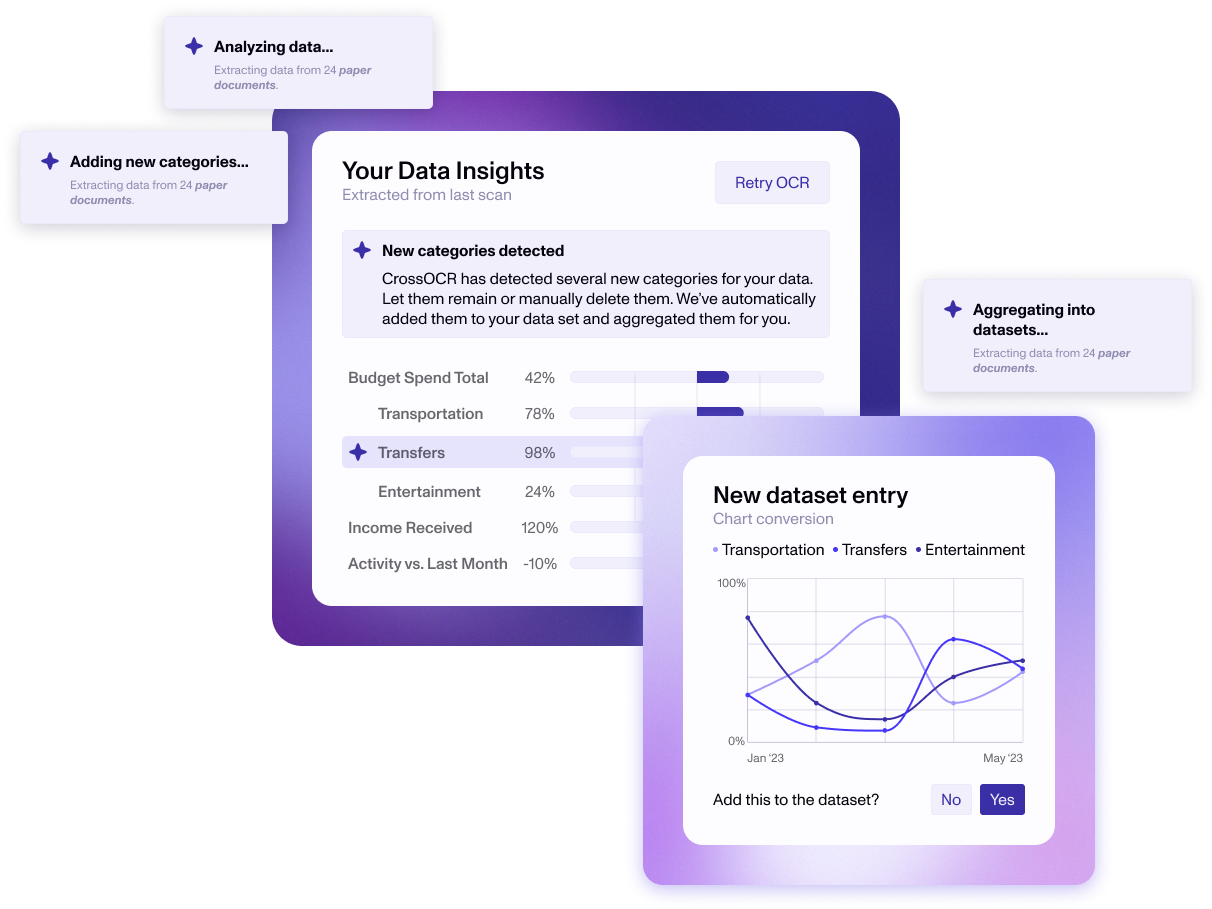 Analyzing data...
Extracting data from 24 paper
documents.
Adding new categories...
Extracting data from 24 paper
documents.
Your Data Insights
Extracted from last scan
Retry OCR
New categories detected
CrossOCR has detected several new categories for your data.
Let them remain or manually delete them. We’ve automatically
added them to your data set and aggregated them for you.
Budget Spend Total 42%
Transportation 78%
Transfers 98%
Entertainment 24%
Income Received 120%
Activity vs. Last Month -10%
Aggregating into
datasets...
Extracting data from 24 paper
documents.
New dataset entry
Chart conversion
Transportation Transfers Entertainment
100%
0%
Jan ‘23 May ‘23
Add this to the dataset? No Yes